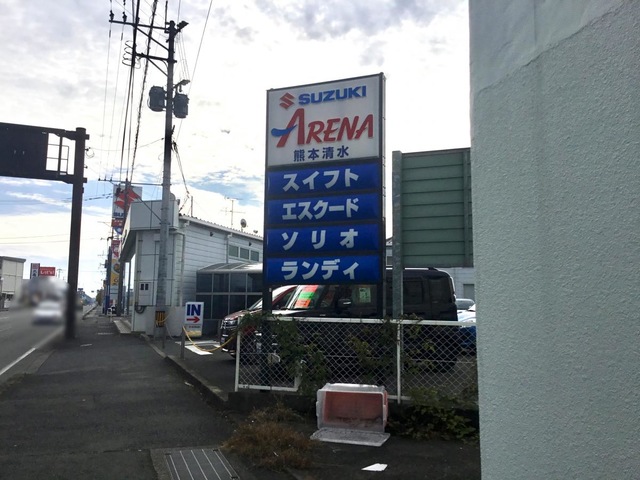 SUZUKI
ARENA
熊本清水
スイフト
エスクード
ソリオ
ランディ
IN